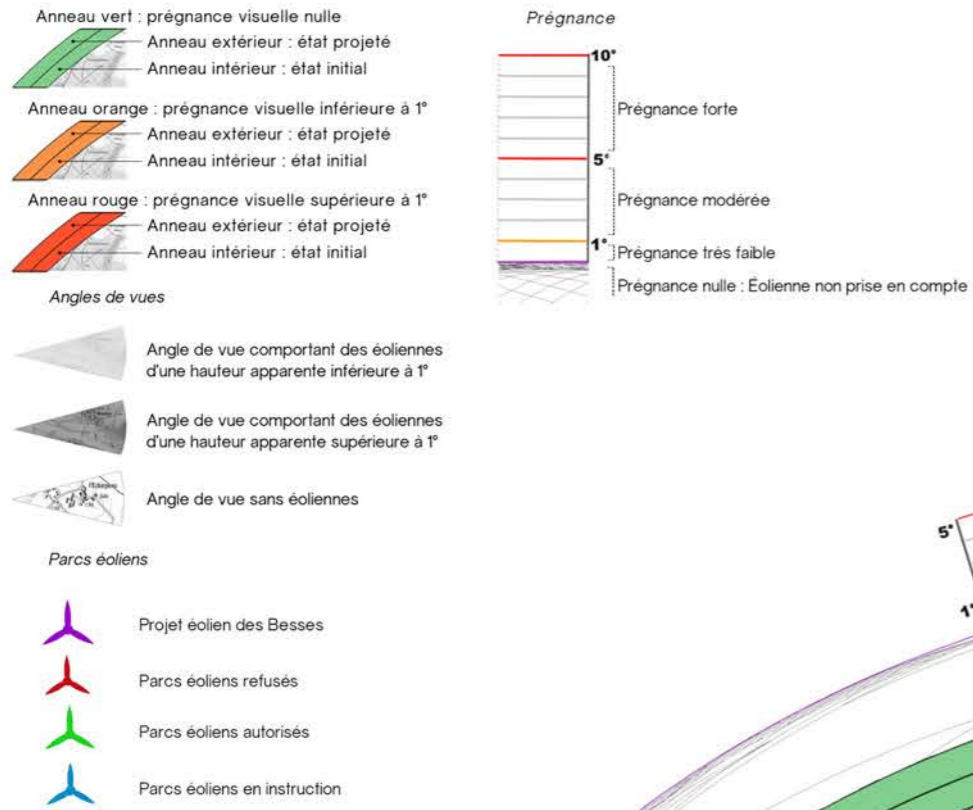 Anneau vert : prégnance visuelle nulle
Anneau extérieur : état projeté
Anneau intérieur : état initial
Anneau orange : prégnance visuelle inférieure à 1°
Anneau extérieur : état projeté
Anneau intérieur : état initial
Anneau rouge : prégnance visuelle supérieure à 1°
Anneau extérieur : état projeté
Anneau intérieur : état initial
Angles de vues
Angle de vue comportant des éoliennes
d'une hauteur apparente inférieure à 1°
Angle de vue comportant des éoliennes
d'une hauteur apparente supérieure à 1°
Angle de vue sans éoliennes
Parcs éoliens
Projet éolien des Besses
Parcs éoliens refusés
Parcs éoliens autorisés
Parcs éoliens en instruction
Prégnance
10°
Prégnance forte
5°
Prégnance modérée
1°
Prégnance très faible
Prégnance nulle : Éolienne non prise en compte
5°
1°